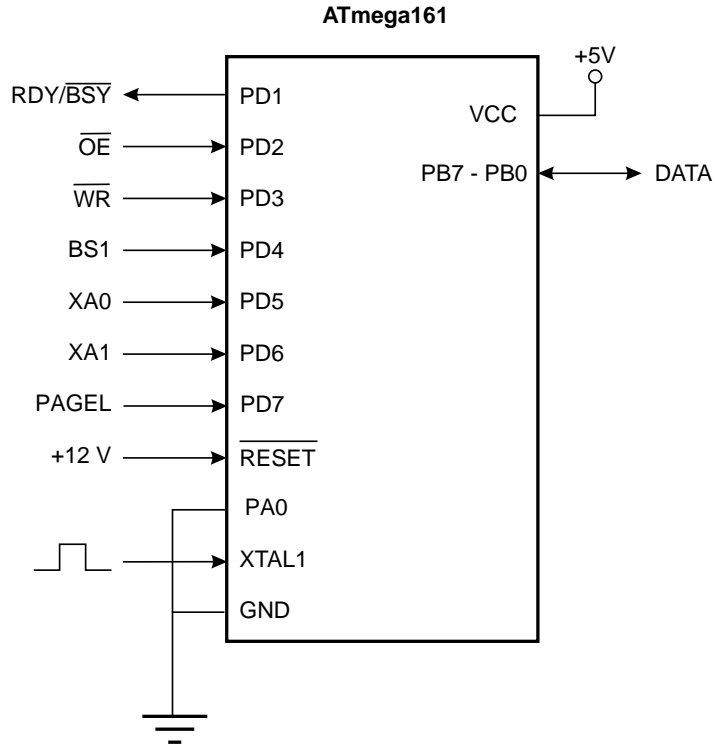 ATmega161
+5V
RDY/BSY PD1
VCC
OE PD2
PB7 - PB0 DATA
WR PD3
BS1 PD4
XA0 PD5
XA1 PD6
PAGEL PD7
+12 V RESET
PA0
XTAL1
GND